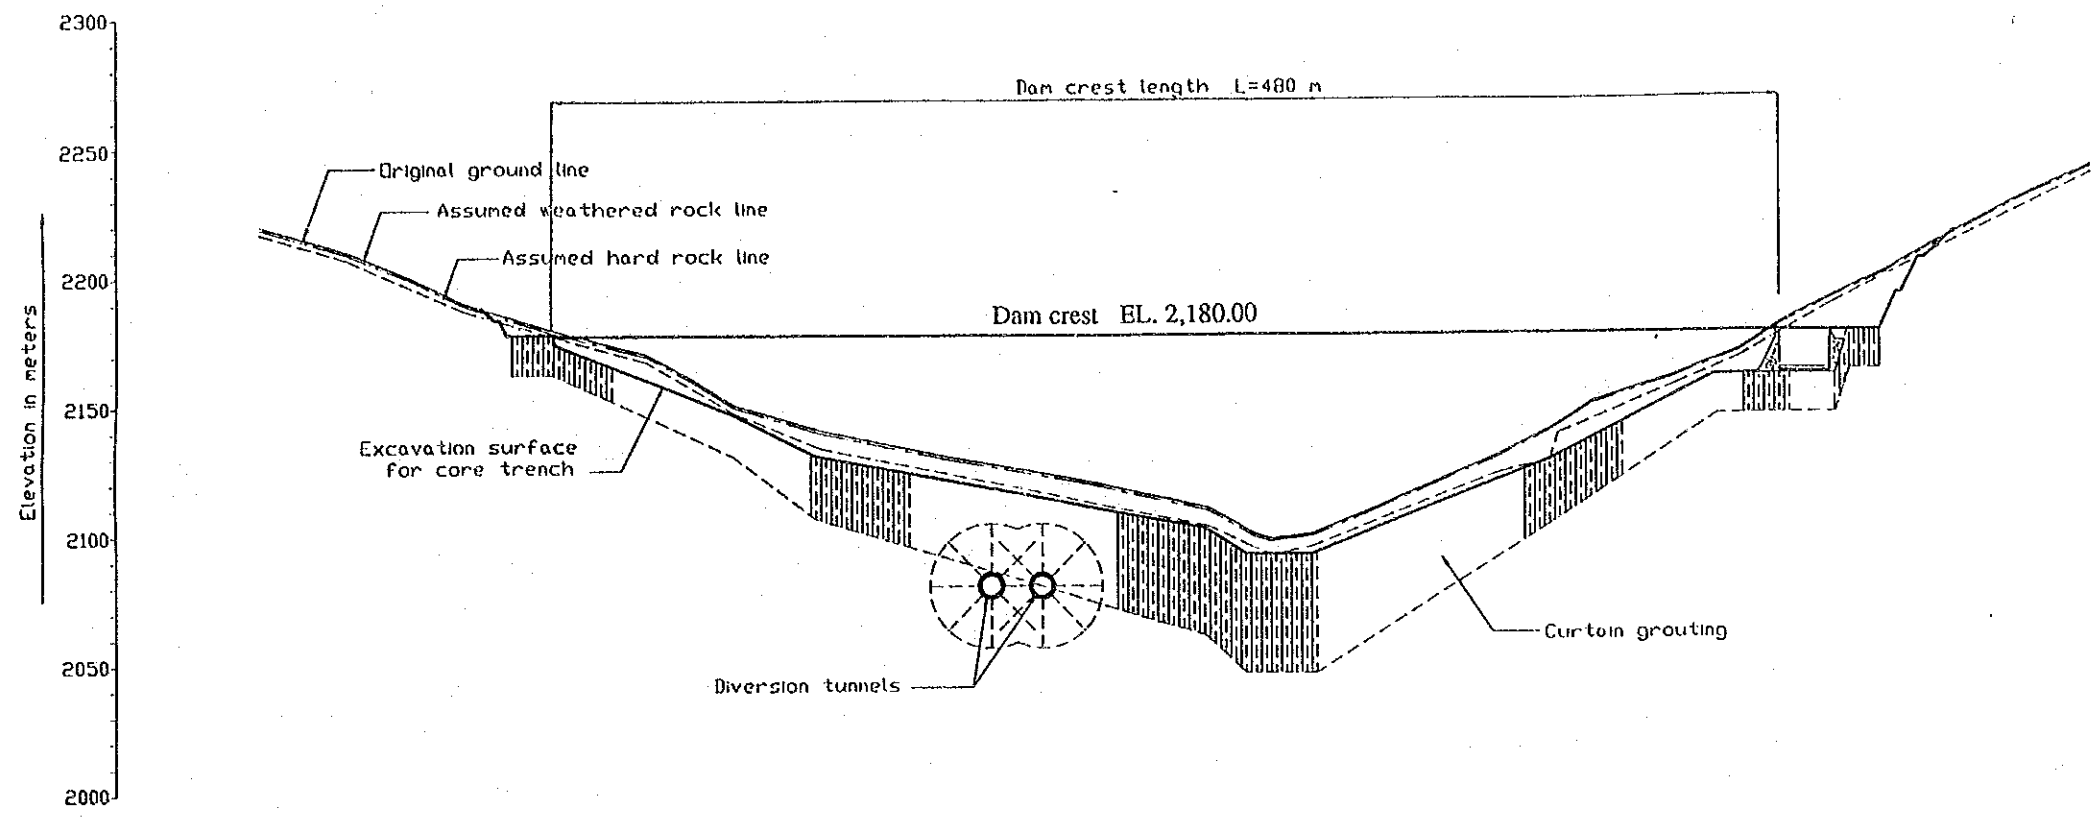 2300
Dam crest length L=480 m
2250
Original ground line
Assumed weathered rock line
Assumed hard rock line
2200
Dam crest EL. 2,180.00
Elevation in meters
2150
Excavation surface
for core trench
2100
Curtain grouting
2050
Diversion tunnels
2000